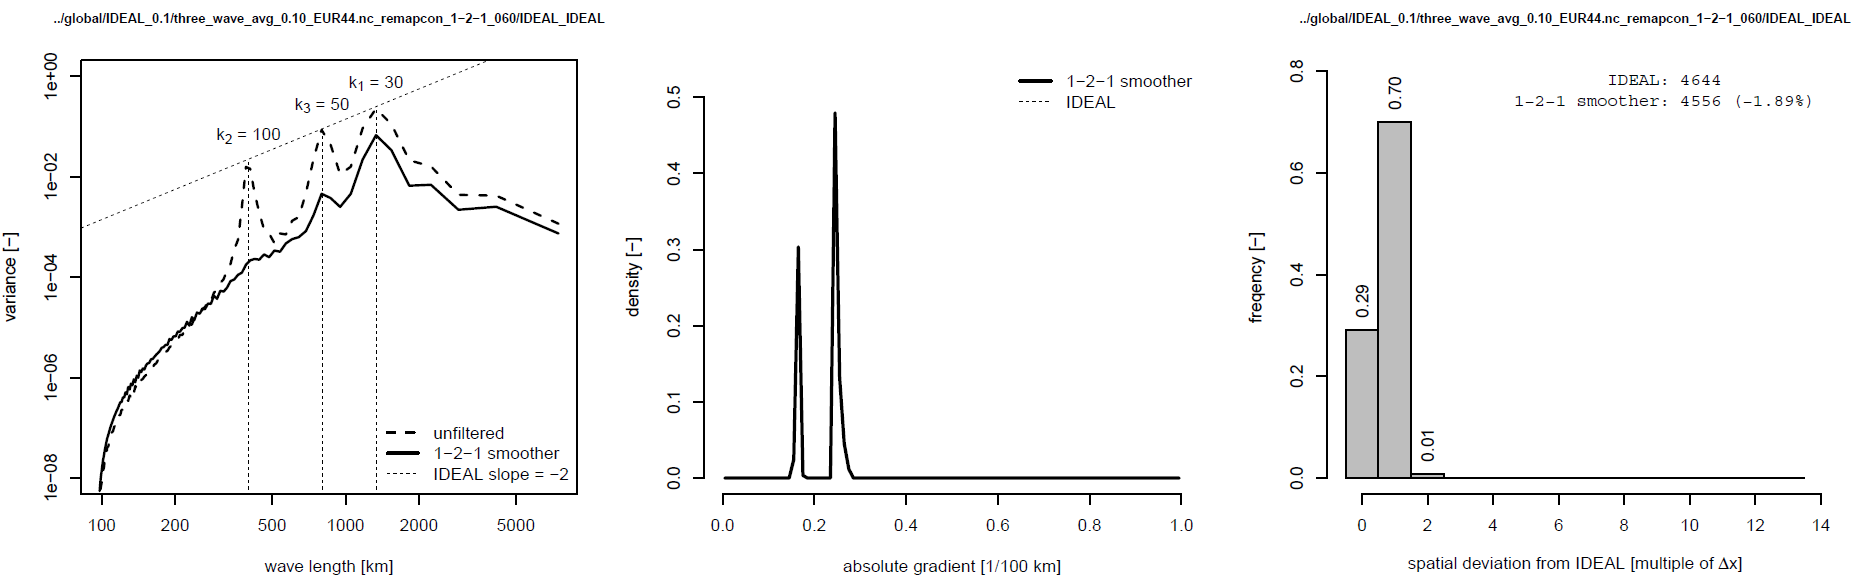 ../global/IDEAL_0.1/three_wave_avg_0.10_EUR44.nc_remapcon_1−2−1_060/IDEAL_IDEAL
k1 = 30
k3 = 50
k2 = 100
1e+00
1e−02
1e−04
1e−06
1e−08
variance [−]
unfiltered
1−2−1 smoother
IDEAL slope = −2
100 200 500 1000 2000 5000
wave length [km]
1−2−1 smoother
IDEAL
0.5
0.4
0.3
0.2
0.1
0.0
density [−]
0.0 0.2 0.4 0.6 0.8 1.0
absolute gradient [1/100 km]
../global/IDEAL_0.1/three_wave_avg_0.10_EUR44.nc_remapcon_1−2−1_060/IDEAL_IDEAL
IDEAL: 4644
1-2-1 smoother: 4556 (-1.89%)
0.8
0.6
0.4
0.2
0.0
freqency [−]
0.29
0.70
0.01
0 2 4 6 8 10 12 14
spatial deviation from IDEAL [multiple of Δx]